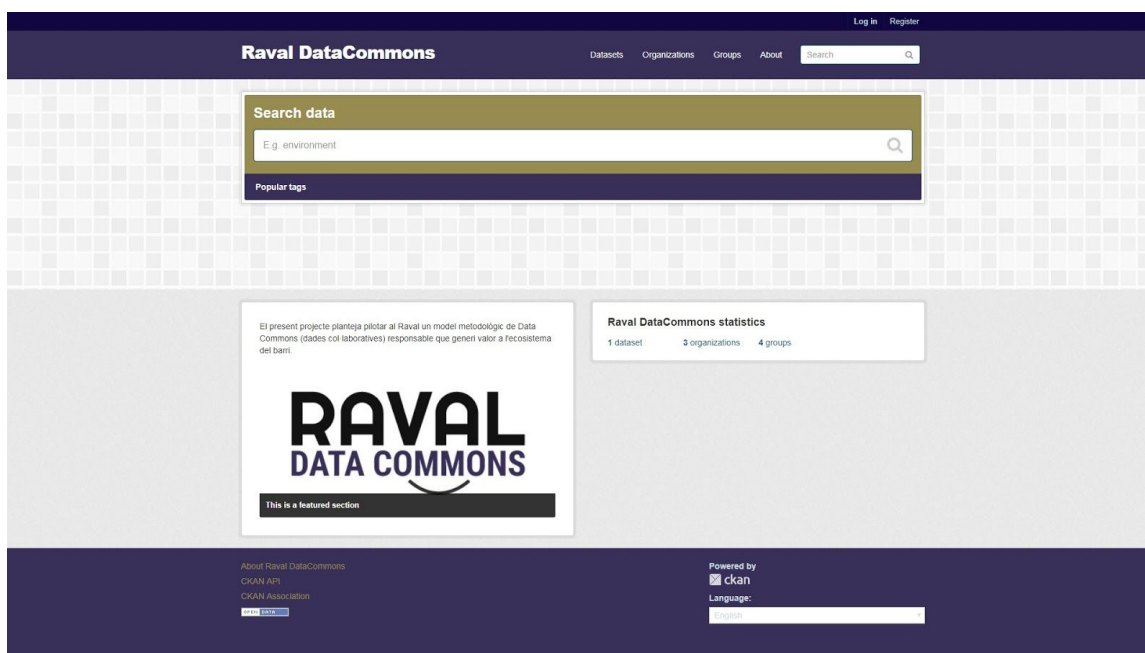 Log in Register
Raval DataCommons
Datasets Organizations Groups About Search
Search data
E.g. environment
Popular tags
El present projecte planteja pilotar al Raval un model metodològic de Data
Commons (dades col·laboratives) responsable que generi valor a l'ecosistema
del barri.
RAVAL
DATA COMMONS
This is a featured section
Raval DataCommons statistics
1 dataset 3 organizations 4 groups
About Raval DataCommons
CKAN API
CKAN Association
OPEN DATA
Powered by
ckan
Language:
English